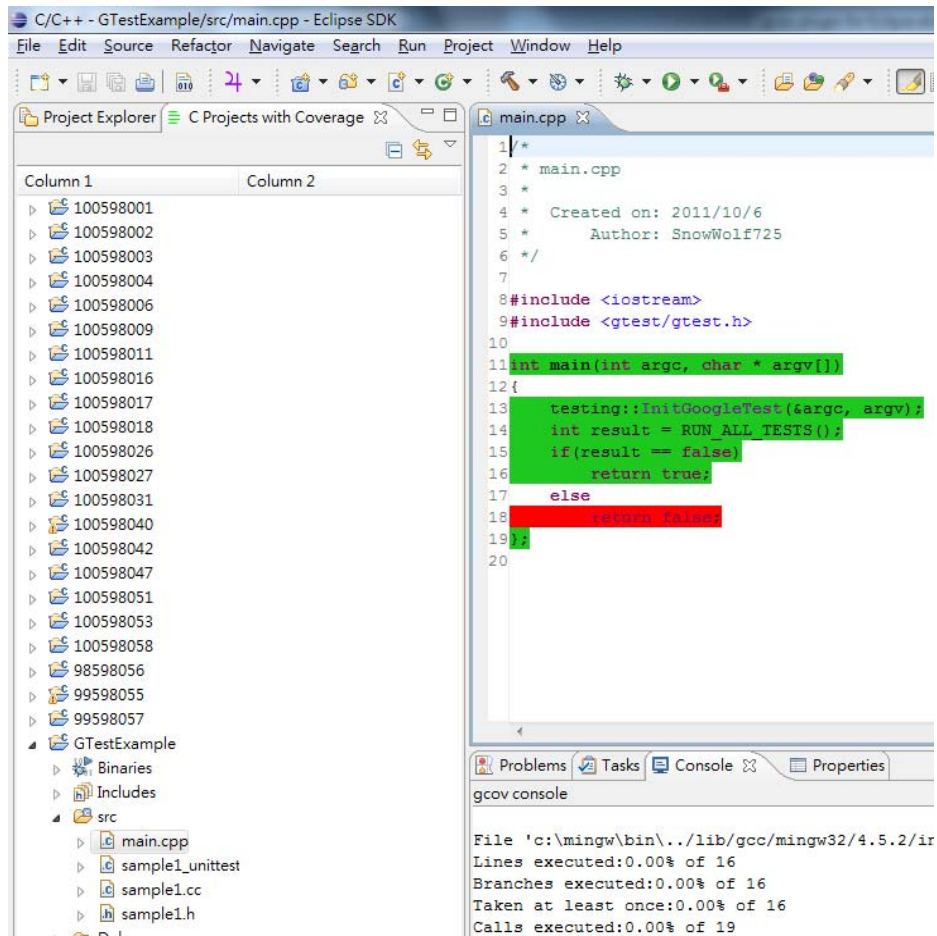 C/C++ - GTestExample/src/main.cpp - Eclipse SDK
File Edit Source Refactor Navigate Search Run Project Window Help
Project Explorer C Projects with Coverage
Column 1 Column 2
100598001
100598002
100598003
100598004
100598006
100598009
100598011
100598016
100598017
100598018
100598026
100598027
100598031
100598040
100598042
100598047
100598051
100598053
100598058
98598056
99598055
99598057
GTestExample
Binaries
Includes
src
main.cpp
sample1_unittest
sample1.cc
sample1.h
main.cpp
1 /*
2 * main.cpp
3 *
4 * Created on: 2011/10/6
5 * Author: SnowWolf725
6 */
7
8 #include <iostream>
9 #include <gtest/gtest.h>
10
11 int main(int argc, char * argv[])
12 {
13 testing::InitGoogleTest(&argc, argv);
14 int result = RUN_ALL_TESTS();
15 if(result == false)
16 return true;
17 else
18 return false;
19 };
20
Problems Tasks Console Properties
gcov console
File 'c:\mingw\bin\../lib/gcc/mingw32/4.5.2/in
Lines executed:0.00% of 16
Branches executed:0.00% of 16
Taken at least once:0.00% of 16
Calls executed:0.00% of 19